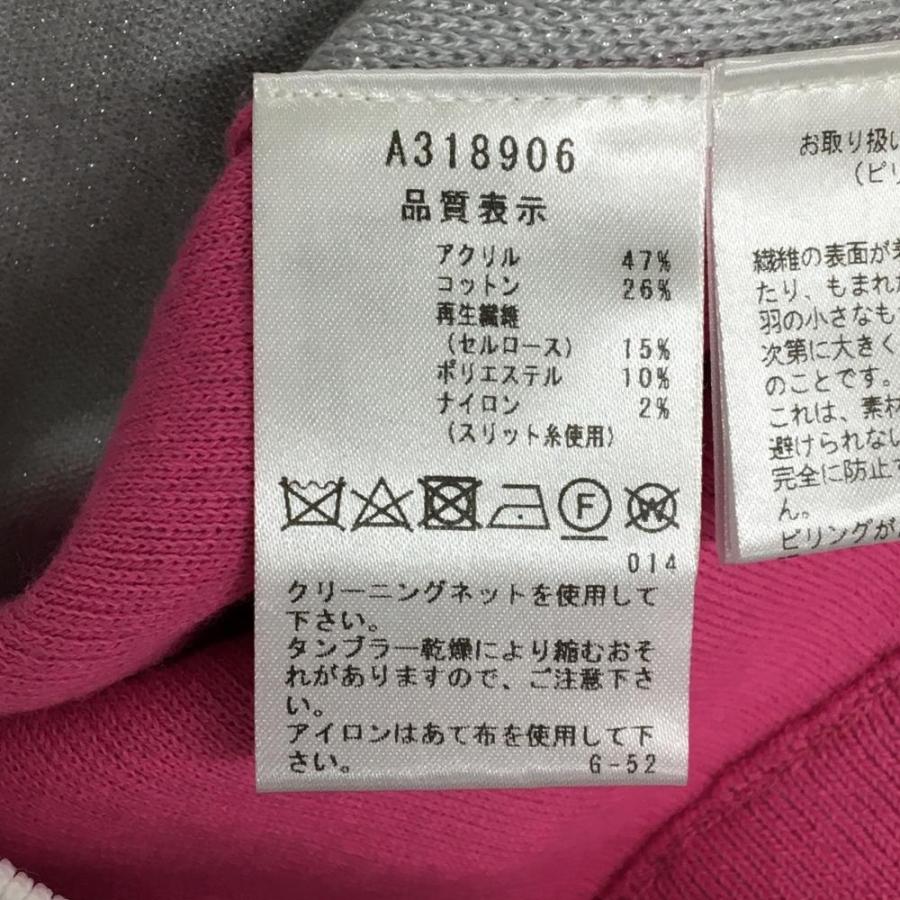 A318906
品質表示
アクリル 47%
コットン 26%
再生繊維
(セルロース) 15%
ポリエステル 10%
ナイロン 2%
(スリット糸使用)
F
W
014
クリーニングネットを使用して
下さい。
タンブラー乾燥により縮むおそ
れがありますので、ご注意下さ
い。
アイロンはあて布を使用して下
さい。 G-52
お取り扱い
(ピリ
繊維の表面が
たり、もまれ
羽の小さなも
次第に大きく
のことです。
これは、素材
避けられない
完全に防止す
ん。
ピリングが